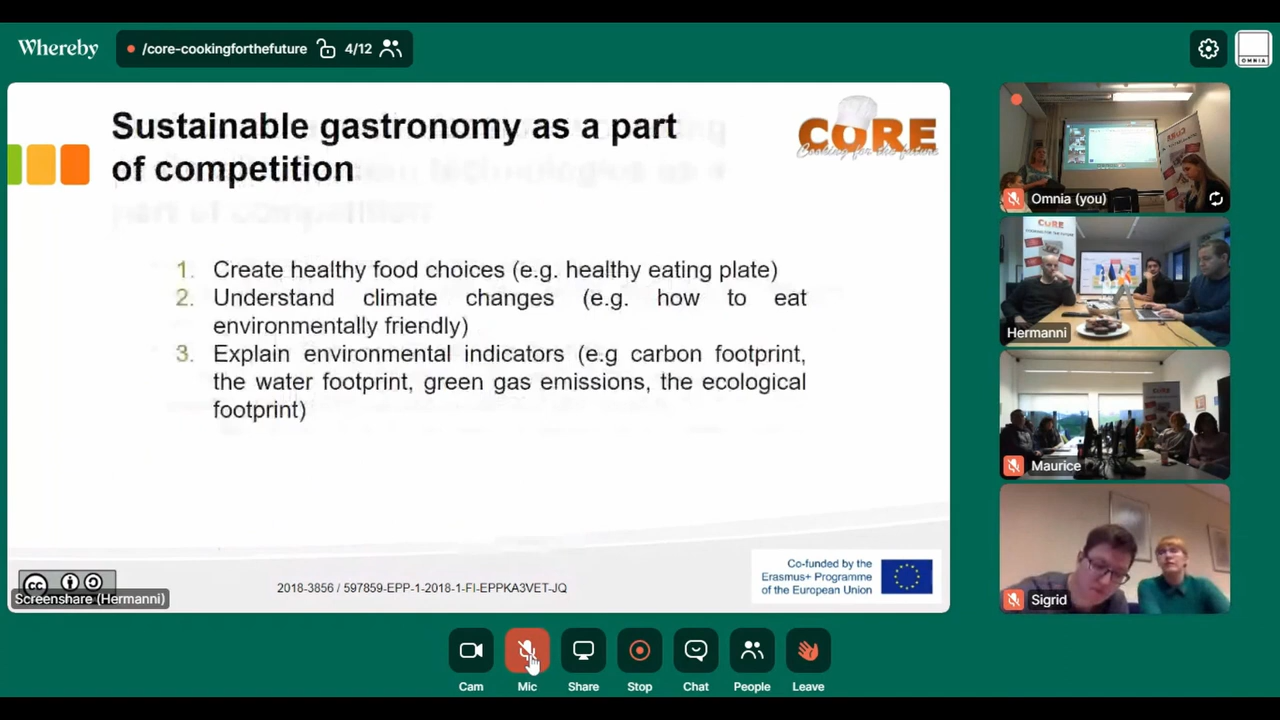 Whereby
/core-cookingforthefuture
4/12
OMNIA
Sustainable gastronomy as a part
of competition
CORE
Cooking for the future
1. Create healthy food choices (e.g. healthy eating plate)
2. Understand climate changes (e.g. how to eat
environmentally friendly)
3. Explain environmental indicators (e.g carbon footprint,
the water footprint, green gas emissions, the ecological
footprint)
cc
Screenshare (Hermanni)
2018-3856 / 597859-EPP-1-2018-1-FI-EPPKA3VET-JQ
Co-funded by the
Erasmus+ Programme
of the European Union
CORE
Omnia (you)
CORE
Hermanni
Maurice
Sigrid
Cam
Mic
Share
Stop
Chat
People
Leave